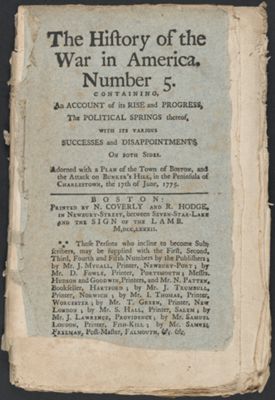 The Hiſtory of the
War in America.
Number 5.
CONTAINING,
An ACCOUNT of its RISE and PROGRESS,
The POLITICAL SPRINGS thereof,
WITH ITS VARIOUS
SUCCESSES and DISAPPOINTMENTS,
ON BOTH SIDES.
Adorned with a PLAN of the TOWN of BOSTON, and
the Attack on BUNKER's HILL, in the Peninſula of
CHARLESTOWN, the 17th of June, 1775.
BOSTON:
PRINTED BY N. COVERLY AND R. HODGE,
IN NEWBURY-STREET, between SEVEN-STAR-LANE
AND THE SIGN OF THE LAMB.
M,DCC,LXXXII.
*⁎* Thoſe Perſons who incline to become Sub-
ſcribers, may be ſupplied with the Firſt, Second,
Third, Fourth and Fifth Numbers by the Publiſhers;
by Mr. J. MYCALL, Printer, NEWBURY-PORT; by
Mr. D. FOWLE, Printer, PORTSMOUTH; Meſſrs.
HUDSON and GOODWIN, Printers, and Mr. N. PATTEN,
Bookſeller, HARTFORD; by Mr. J. TRUMBULL,
Printer, NORWICH; by Mr. I. THOMAS, Printer,
WORCESTER; by Mr. T. GREEN, Printer, NEW
LONDON; by Mr. S. HALL, Printer, SALEM; by
Mr. J. LAWRENCE, PROVIDENCE; by Mr. SAMUEL
LOUDON, Printer, FISH-KILL; by Mr. SAMUEL
FREEMAN, Poſt-Maſter, FALMOUTH, &c. &c.